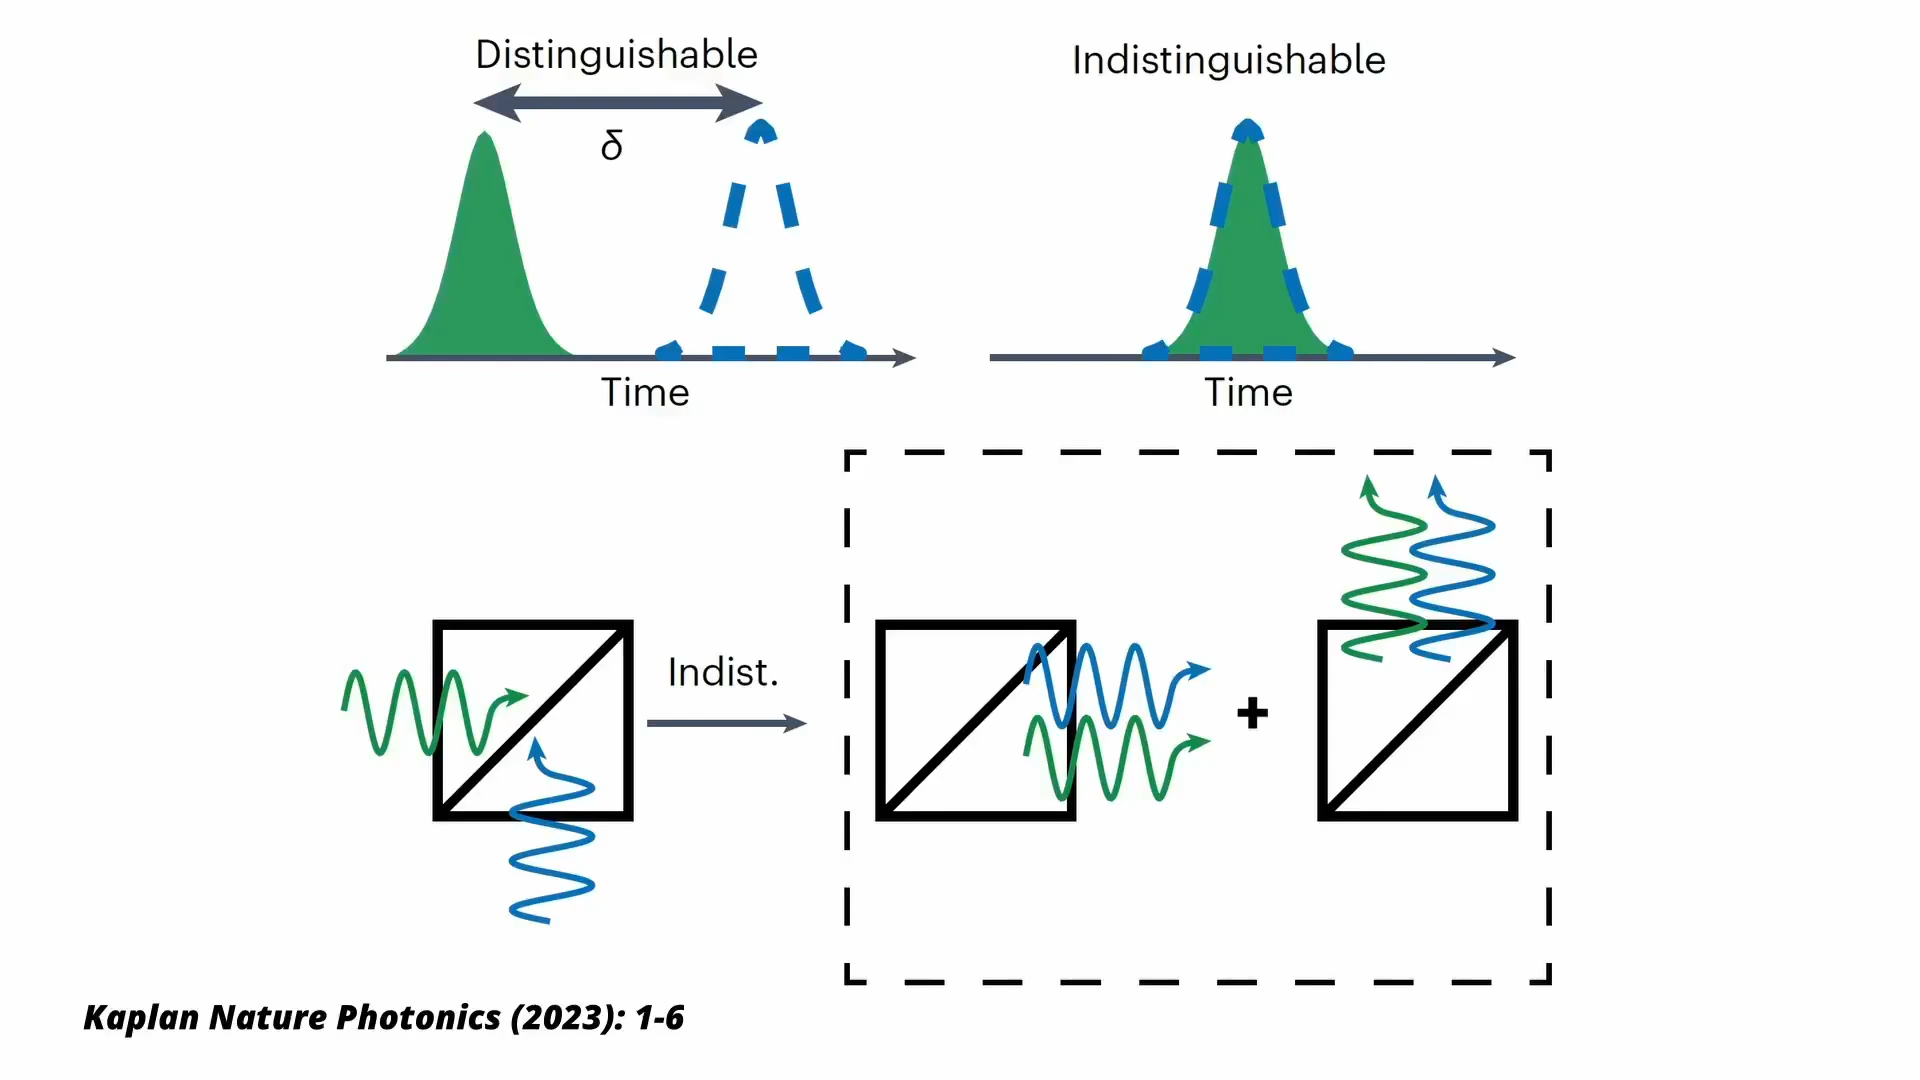 Distinguishable
δ
Time
Indistinguishable
Time
Indist.
+
Kaplan Nature Photonics (2023): 1-6